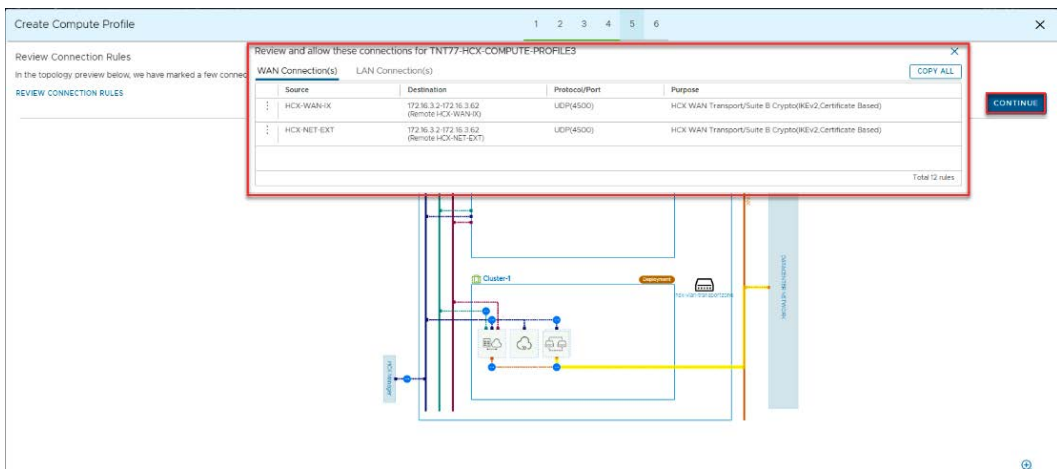 Create Compute Profile
1 2 3 4 5 6
Review Connection Rules
In the topology preview below, we have marked a few connec
REVIEW CONNECTION RULES
Review and allow these connections for TNT77-HCX-COMPUTE-PROFILE3
WAN Connection(s) LAN Connection(s)
COPY ALL
CONTINUE
Source Destination Protocol/Port Purpose
HCX-WAN-IX 172.16.3.2-172.16.3.62 UDP(4500) HCX WAN Transport/Suite B Crypto(IKEv2,Certificate Based)
(Remote HCX-WAN-IX)
HCX-NET-EXT 172.16.3.2-172.16.3.62 UDP(4500) HCX WAN Transport/Suite B Crypto(IKEv2,Certificate Based)
(Remote HCX-NET-EXT)
Total 12 rules
Cluster-1
Deployment
hcx-vlan-transportzone
DATACENTER NETWORK
HCX Manager